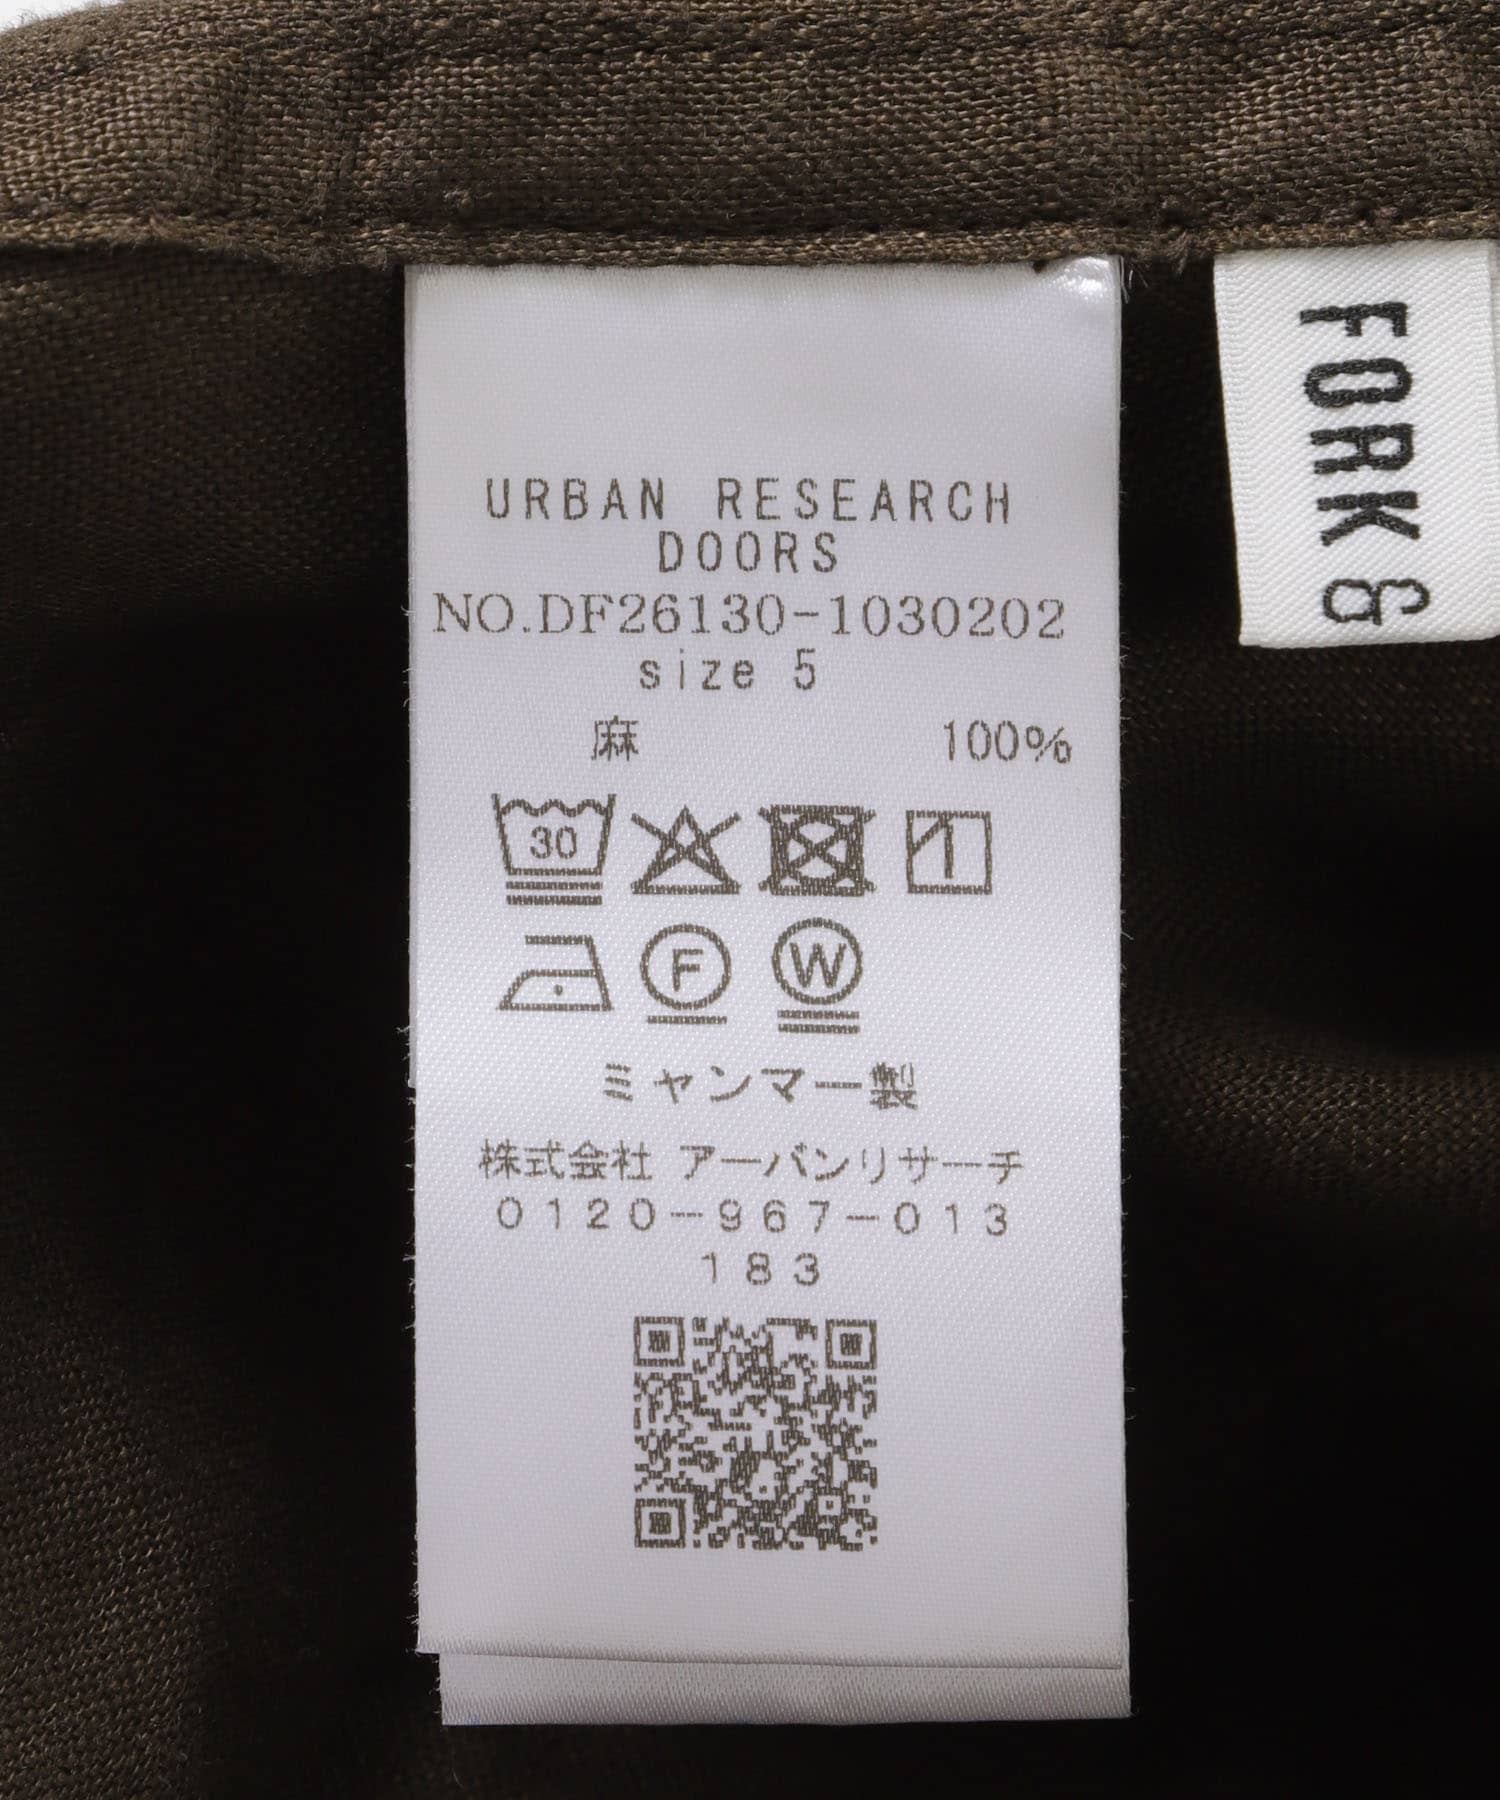 URBAN RESEARCH
DOORS
NO.DF26130-1030202
size 5
麻 100%
30
F
W
ミャンマー製
株式会社 アーバンリサーチ
0120-967-013
183
FORK &